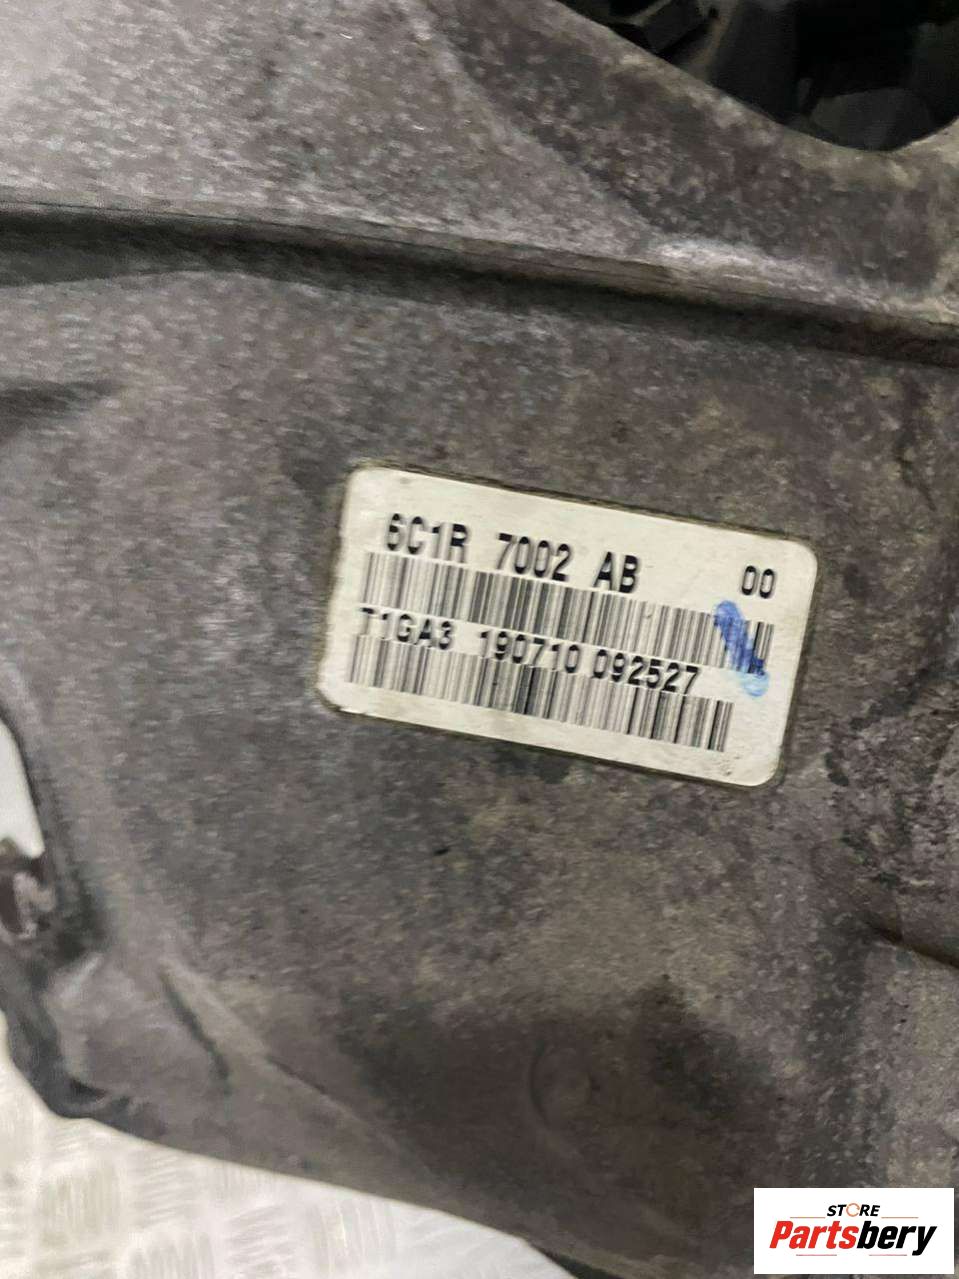 6C1R 7002 AB 00
T1GA3 190710 092527
STORE
Partsbery